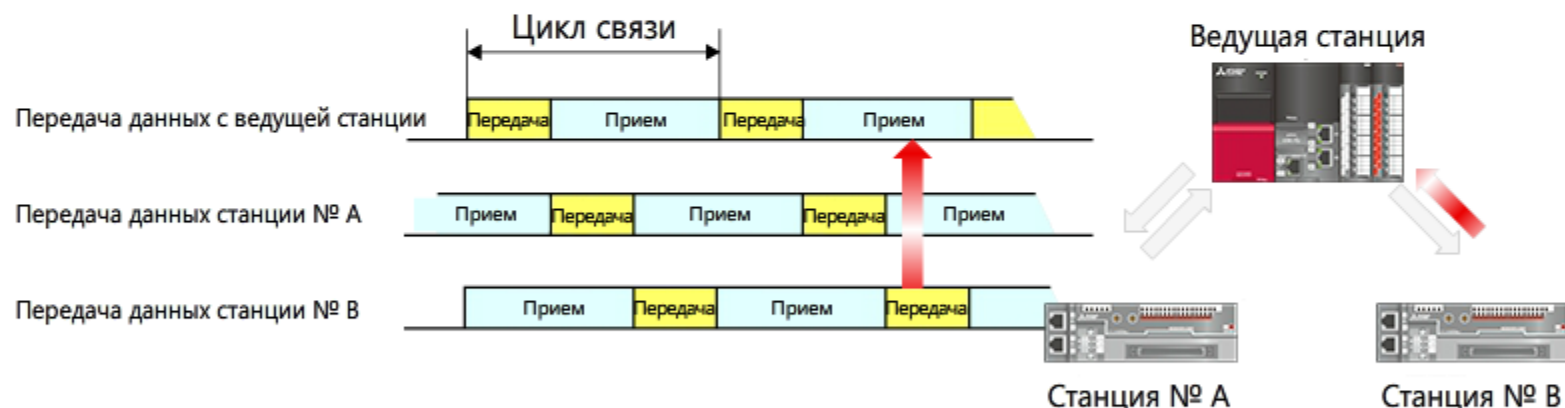 Цикл связи
Ведущая станция
Передача данных с ведущей станции
Передача Прием Передача Прием
Передача данных станции № A
Прием Передача Прием Передача Прием
Передача данных станции № B
Прием Передача Прием Передача
Станция № A
Станция № B